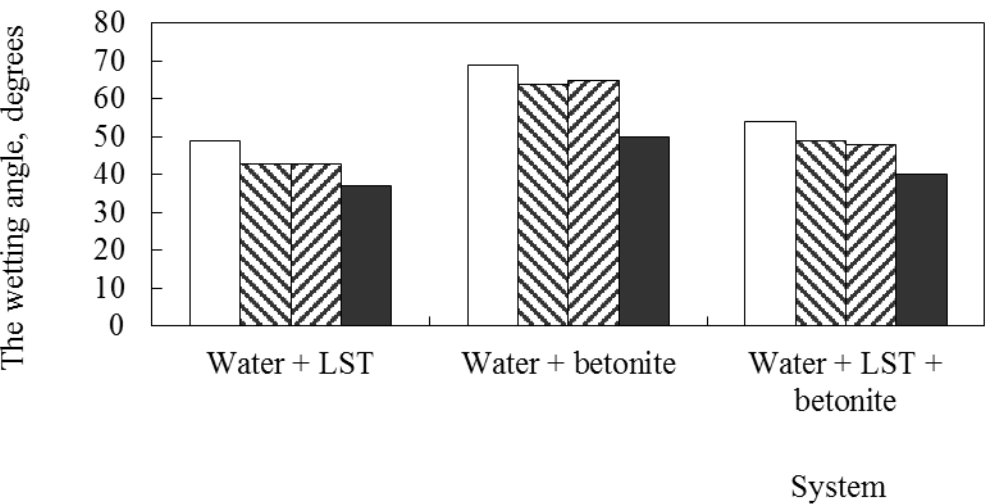 The wetting angle, degrees
80
70
60
50
40
30
20
10
0
Water + LST
Water + betonite
Water + LST +
betonite
System